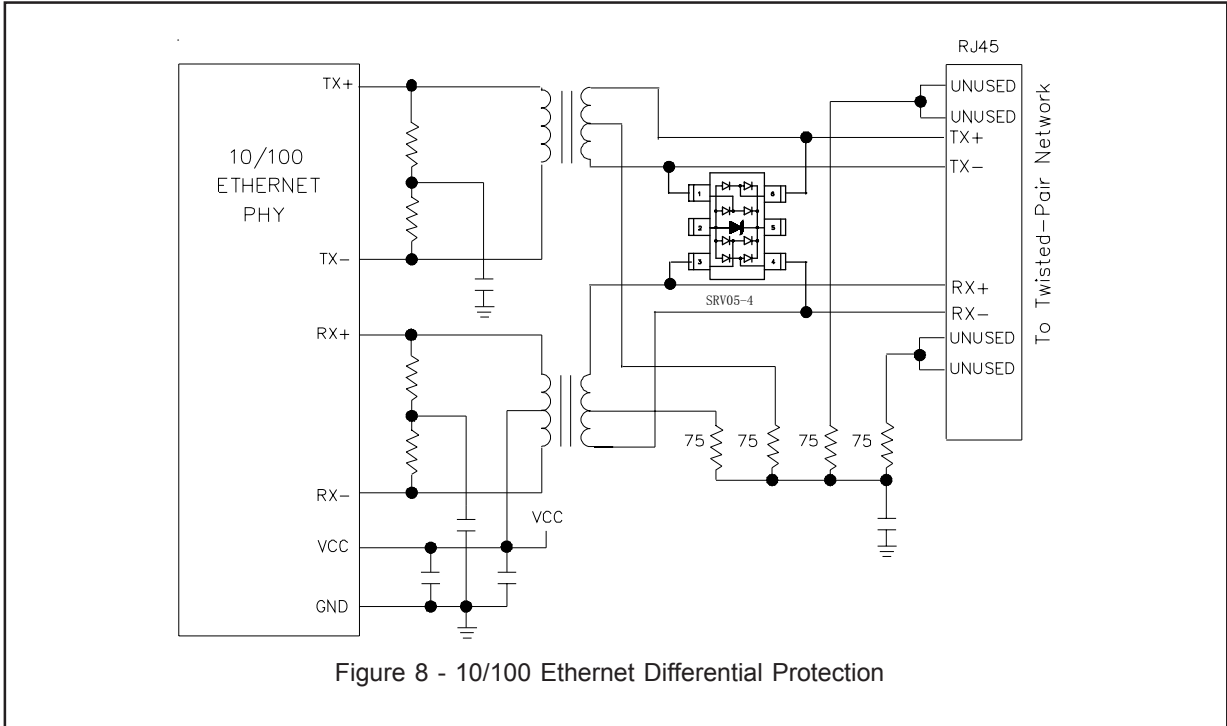 RJ45
TX+
UNUSED
UNUSED
TX+
10/100
ETHERNET
PHY
TX-
1
6
2
5
3
4
TX-
SRV05-4
RX+
RX-
To Twisted-Pair Network
RX+
UNUSED
UNUSED
75
75
75
75
RX-
VCC
VCC
GND
Figure 8 - 10/100 Ethernet Differential Protection